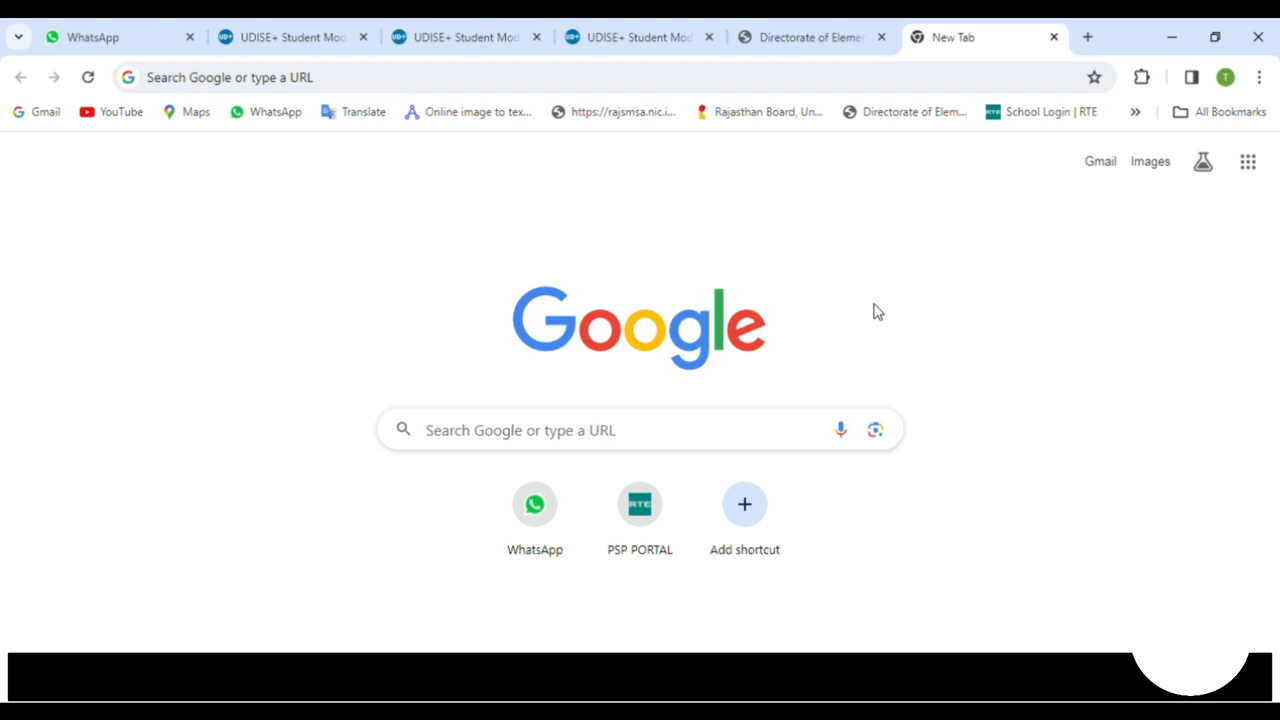 WhatsApp
UDISE+ Student Mod
UDISE+ Student Mod
UDISE+ Student Mod
Directorate of Eleme
New Tab
Search Google or type a URL
T
Gmail
YouTube
Maps
WhatsApp
Translate
Online image to tex...
https://rajsmsa.nic.i...
Rajasthan Board, Un...
Directorate of Elem...
School Login | RTE
All Bookmarks
Gmail
Images
Google
Search Google or type a URL
RTE
WhatsApp
PSP PORTAL
Add shortcut